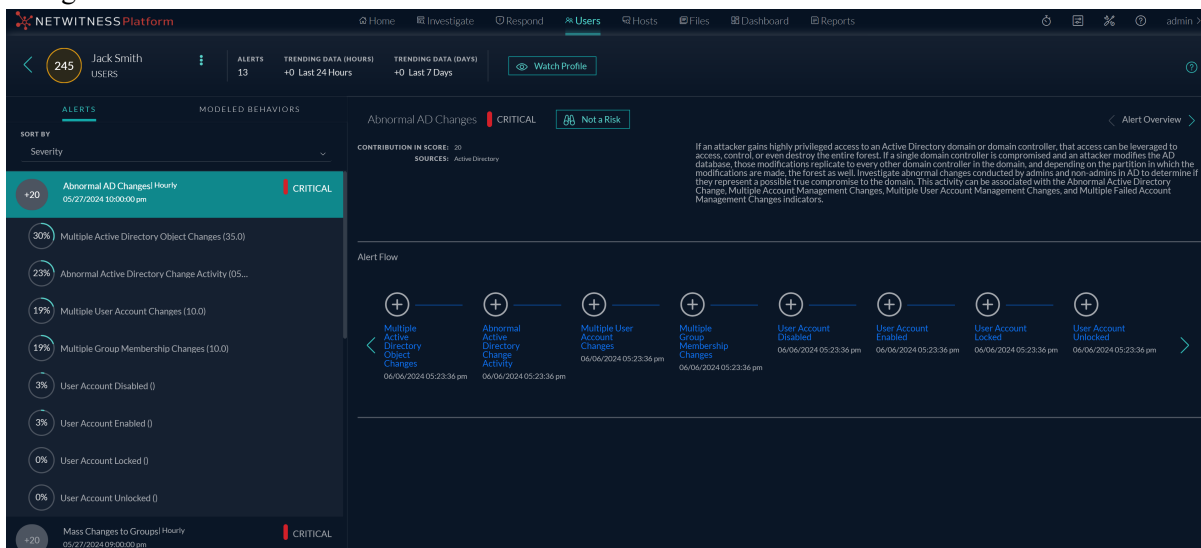 NETWITNESS Platform
Home Investigate Respond Users Hosts Files Dashboard Reports admin
245 Jack Smith
USERS
ALERTS
13
TRENDING DATA (HOURS)
+0 Last 24 Hours
TRENDING DATA (DAYS)
+0 Last 7 Days
Watch Profile
ALERTS MODELED BEHAVIORS
SORT BY
Severity
+20 Abnormal AD Changes| Hourly CRITICAL
05/27/2024 10:00:00 pm
30% Multiple Active Directory Object Changes (35.0)
23% Abnormal Active Directory Change Activity (05...
19% Multiple User Account Changes (10.0)
19% Multiple Group Membership Changes (10.0)
3% User Account Disabled ()
3% User Account Enabled ()
0% User Account Locked ()
0% User Account Unlocked ()
+20 Mass Changes to Groups| Hourly CRITICAL
05/27/2024 09:00:00 pm
Abnormal AD Changes CRITICAL Not a Risk Alert Overview
CONTRIBUTION IN SCORE: 20
SOURCES: Active Directory
If an attacker gains highly privileged access to an Active Directory domain or domain controller, that access can be leveraged to
access, control, or even destroy the entire forest. If a single domain controller is compromised and an attacker modifies the AD
database, those modifications replicate to every other domain controller in the domain, and depending on the partition in which the
modifications are made, the forest as well. Investigate abnormal changes conducted by admins and non-admins in AD to determine if
they represent a possible true compromise to the domain. This activity can be associated with the Abnormal Active Directory
Change, Multiple Account Management Changes, Multiple User Account Management Changes, and Multiple Failed Account
Management Changes indicators.
Alert Flow
Multiple
Active
Directory
Object
Changes
06/06/2024 05:23:36 pm
Abnormal
Active
Directory
Change
Activity
06/06/2024 05:23:36 pm
Multiple User
Account
Changes
06/06/2024 05:23:36 pm
Multiple
Group
Membership
Changes
06/06/2024 05:23:36 pm
User Account
Disabled
06/06/2024 05:23:36 pm
User Account
Enabled
06/06/2024 05:23:36 pm
User Account
Locked
06/06/2024 05:23:36 pm
User Account
Unlocked
06/06/2024 05:23:36 pm